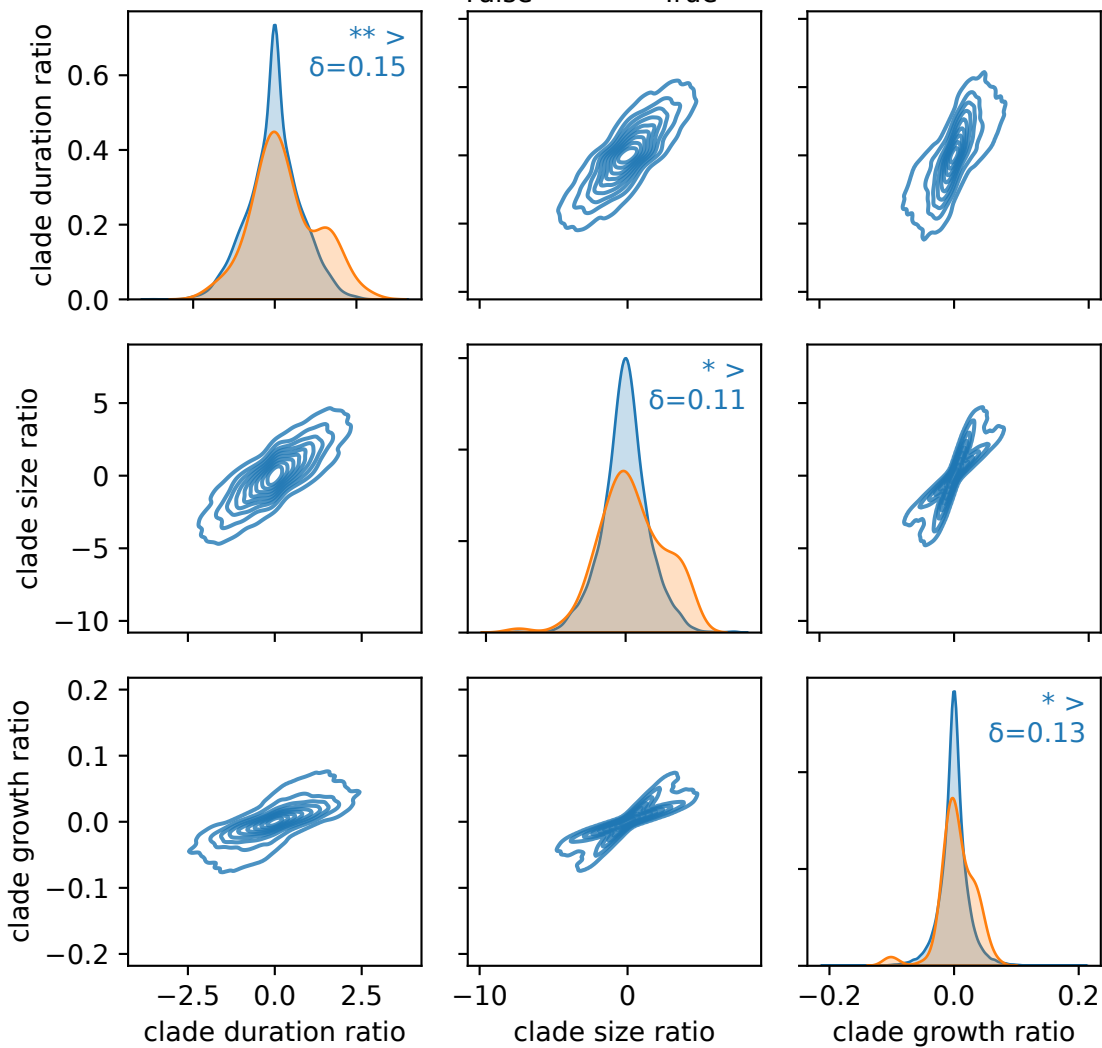 False True
clade duration ratio
0.6
0.4
0.2
0.0
** >
δ=0.15
clade size ratio
5
0
−5
−10
* >
δ=0.11
clade growth ratio
0.2
0.1
0.0
−0.1
−0.2
* >
δ=0.13
−2.5 0.0 2.5
−10 0
−0.2 0.0 0.2
clade duration ratio
clade size ratio
clade growth ratio